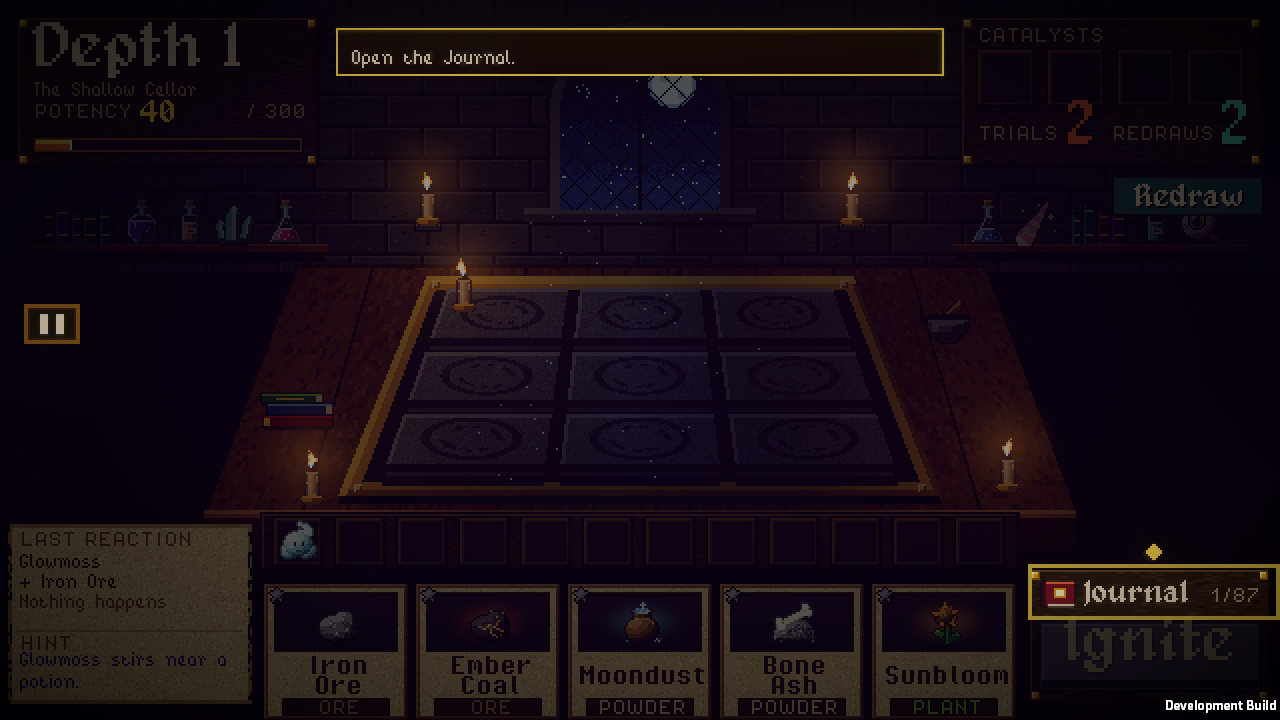 Depth 1
The Shallow Cellar
POTENCY 40 / 300
Open the Journal.
CATALYSTS
TRIALS 2 REDRAWS 2
Redraw
LAST REACTION
Glowmoss
+ Iron Ore
Nothing happens
HINT
Glowmoss stirs near a
potion.
Iron
Ore
ORE
Ember
Coal
ORE
Moondust
POWDER
Bone
Ash
POWDER
Sunbloom
PLANT
Journal 1/87
Ignite
Development Build